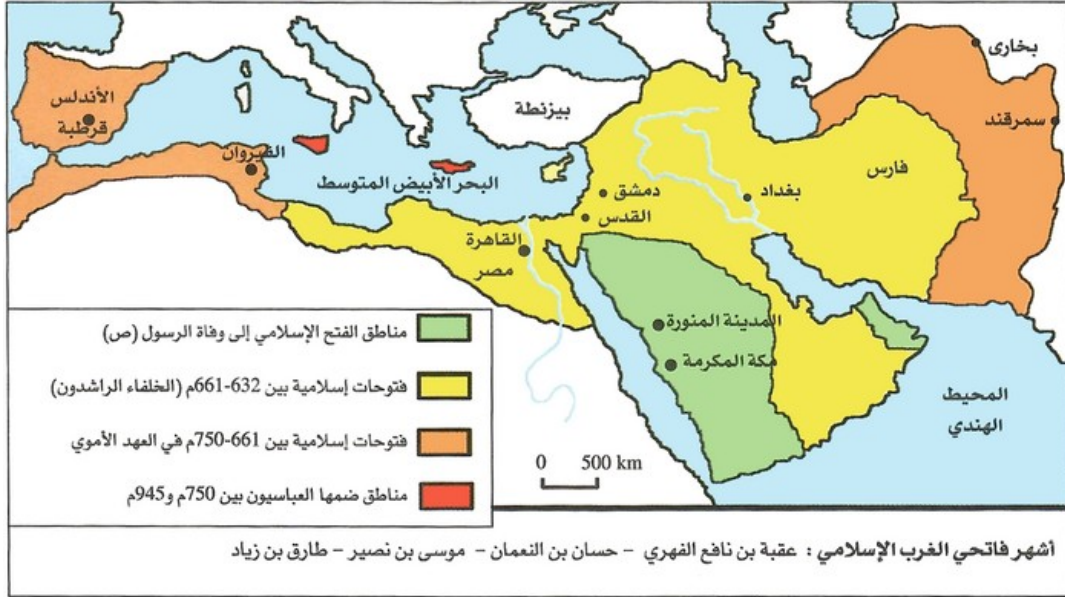 بخارى
الأندلس
قرطبة
بيزنطة
سمرقند
القيروان
فارس
البحر الأبيض المتوسط
دمشق
بغداد
القدس
القاهرة
مصر
المدينة المنورة
مكة المكرمة
المحيط
الهندي
مناطق الفتح الإسلامي إلى وفاة الرسول (ص)
فتوحات إسلامية بين 632-661م (الخلفاء الراشدون)
فتوحات إسلامية بين 661-750م في العهد الأموي
مناطق ضمها العباسيون بين 750م و945م
0 500 km
أشهر فاتحي الغرب الإسلامي : عقبة بن نافع الفهري - حسان بن النعمان - موسى بن نصير - طارق بن زياد